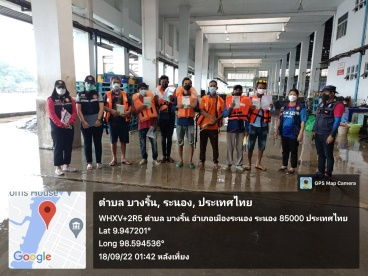 GPS Map Camera
ตำบล บางริ้น, ระนอง, ประเทศไทย
WHXV+2R5 ตำบล บางริ้น อำเภอเมืองระนอง ระนอง 85000 ประเทศไทย
Lat 9.947201°
Long 98.594536°
18/09/22 01:42 หลังเที่ยง
Google